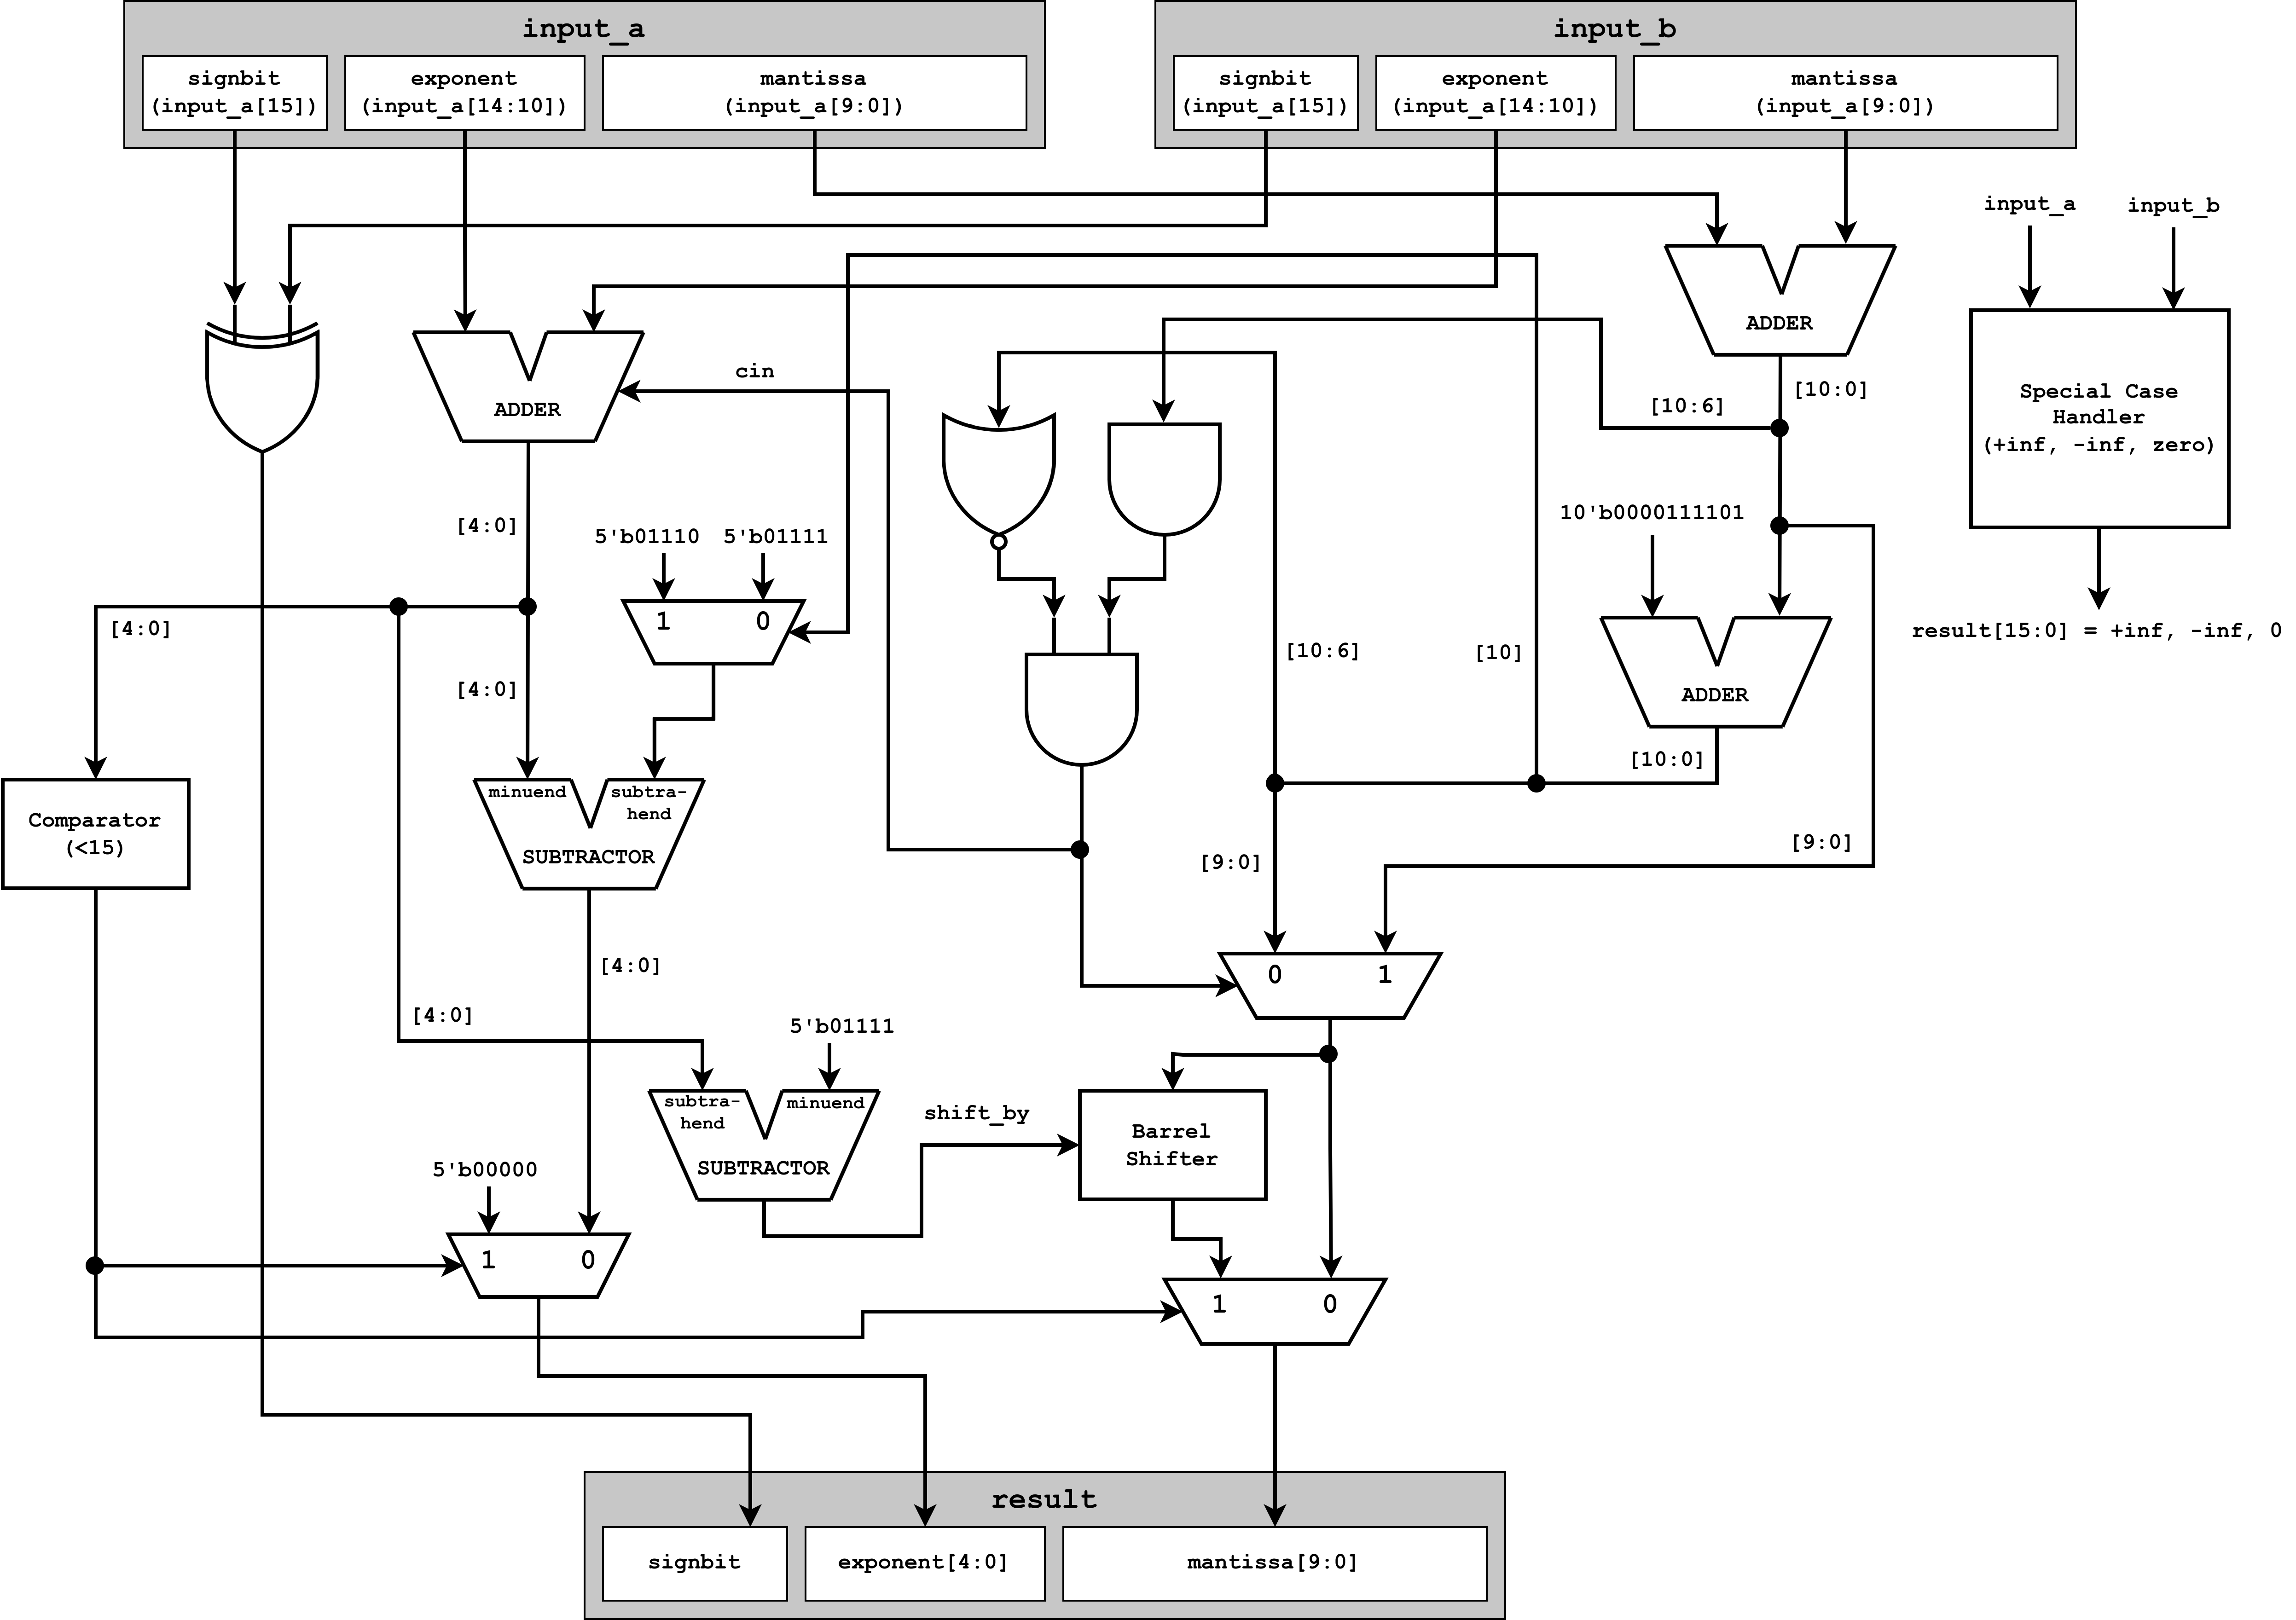 input_a
signbit
(input_a[15])
exponent
(input_a[14:10])
mantissa
(input_a[9:0])
input_b
signbit
(input_a[15])
exponent
(input_a[14:10])
mantissa
(input_a[9:0])
input_a
input_b
ADDER
cin
ADDER
[10:0]
[10:6]
Special Case
Handler
(+inf, -inf, zero)
[4:0]
5'b01110
5'b01111
10'b0000111101
[4:0]
1
0
[10:6]
[10]
result[15:0] = +inf, -inf, 0
[4:0]
ADDER
[10:0]
minuend
subtra-
hend
SUBTRACTOR
Comparator
(<15)
[9:0]
[9:0]
[4:0]
0
1
[4:0]
5'b01111
subtra-
hend
minuend
SUBTRACTOR
shift_by
Barrel
Shifter
5'b00000
1
0
1
0
result
signbit
exponent[4:0]
mantissa[9:0]